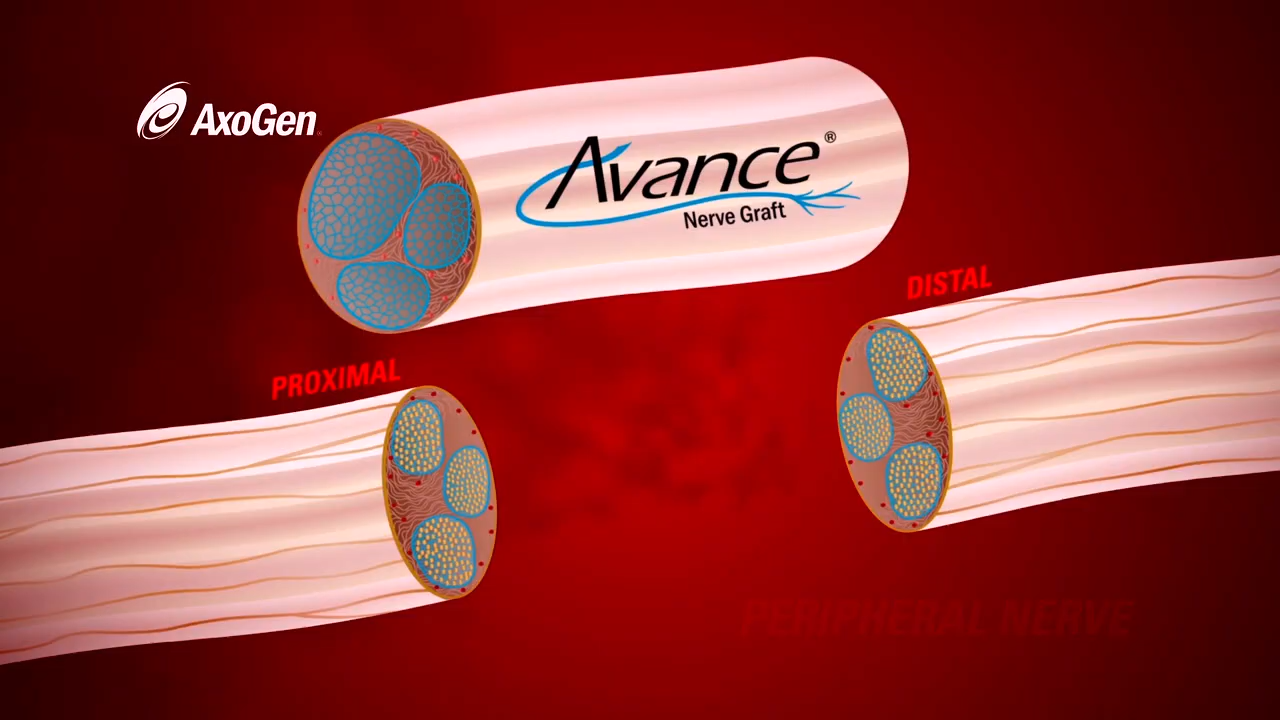 AxoGen
Avance®
Nerve Graft
DISTAL
PROXIMAL
PERIPHERAL NERVE